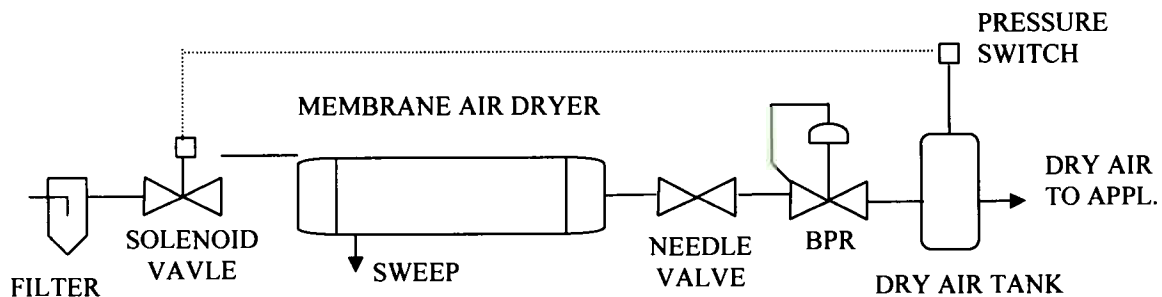 PRESSURE
SWITCH
MEMBRANE AIR DRYER
DRY AIR
TO APPL.
SOLENOID
VAVLE
SWEEP
NEEDLE
VALVE
BPR
FILTER
DRY AIR TANK